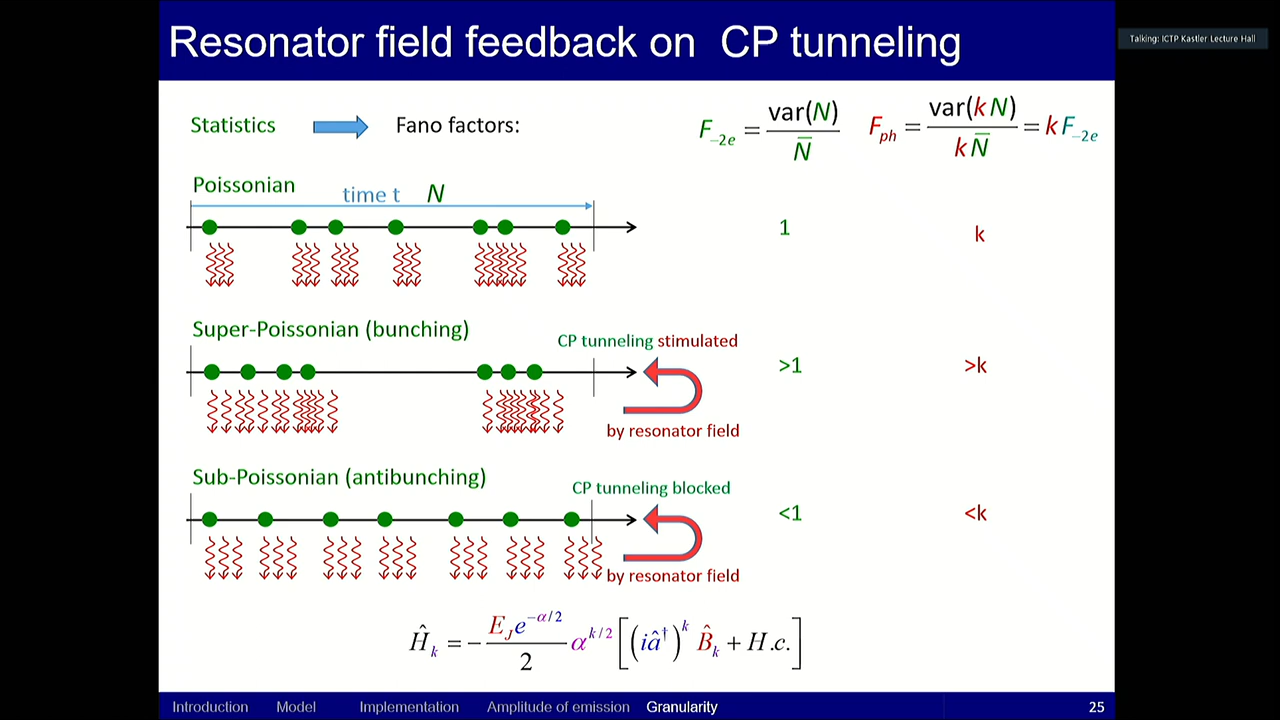 Resonator field feedback on CP tunneling
Talking: ICTP Kastler Lecture Hall
Statistics
Fano factors:
F_{-2e} = var(N) / N̄
F_{ph} = var(k N) / k N̄ = k F_{-2e}
Poissonian
time t N
1
k
Super-Poissonian (bunching)
CP tunneling stimulated
by resonator field
>1
>k
Sub-Poissonian (antibunching)
CP tunneling blocked
by resonator field
<1
<k
Ĥ_k = − E_J e^{−α/2} / 2 α^{k/2} [ (iâ†)^k B̂_k + H.c. ]
Introduction Model Implementation Amplitude of emission Granularity 25